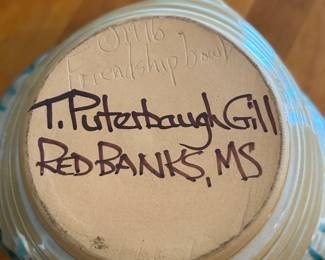 Friendship bowl
T. Puterbaugh Gill
RED BANKS, MS